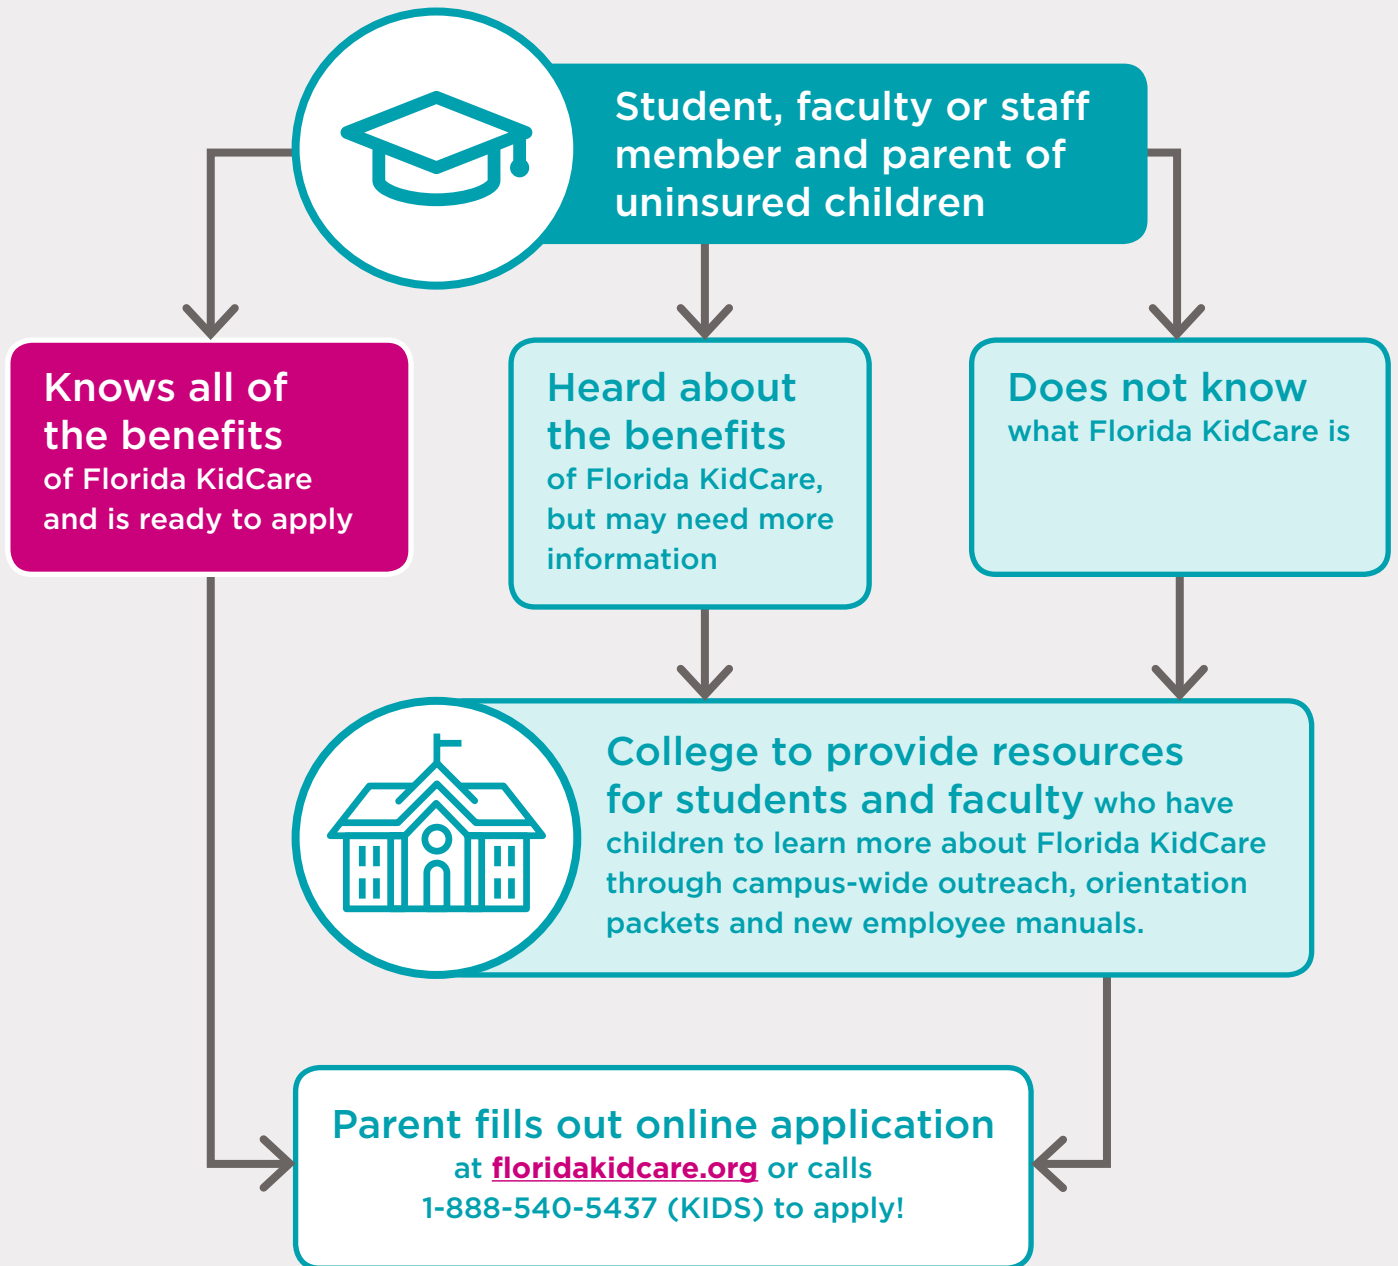 Student, faculty or staff
member and parent of
uninsured children
Knows all of
the benefits
of Florida KidCare
and is ready to apply
Heard about
the benefits
of Florida KidCare,
but may need more
information
Does not know
what Florida KidCare is
College to provide resources
for students and faculty who have
children to learn more about Florida KidCare
through campus-wide outreach, orientation
packets and new employee manuals.
Parent fills out online application
at floridakidcare.org or calls
1-888-540-5437 (KIDS) to apply!